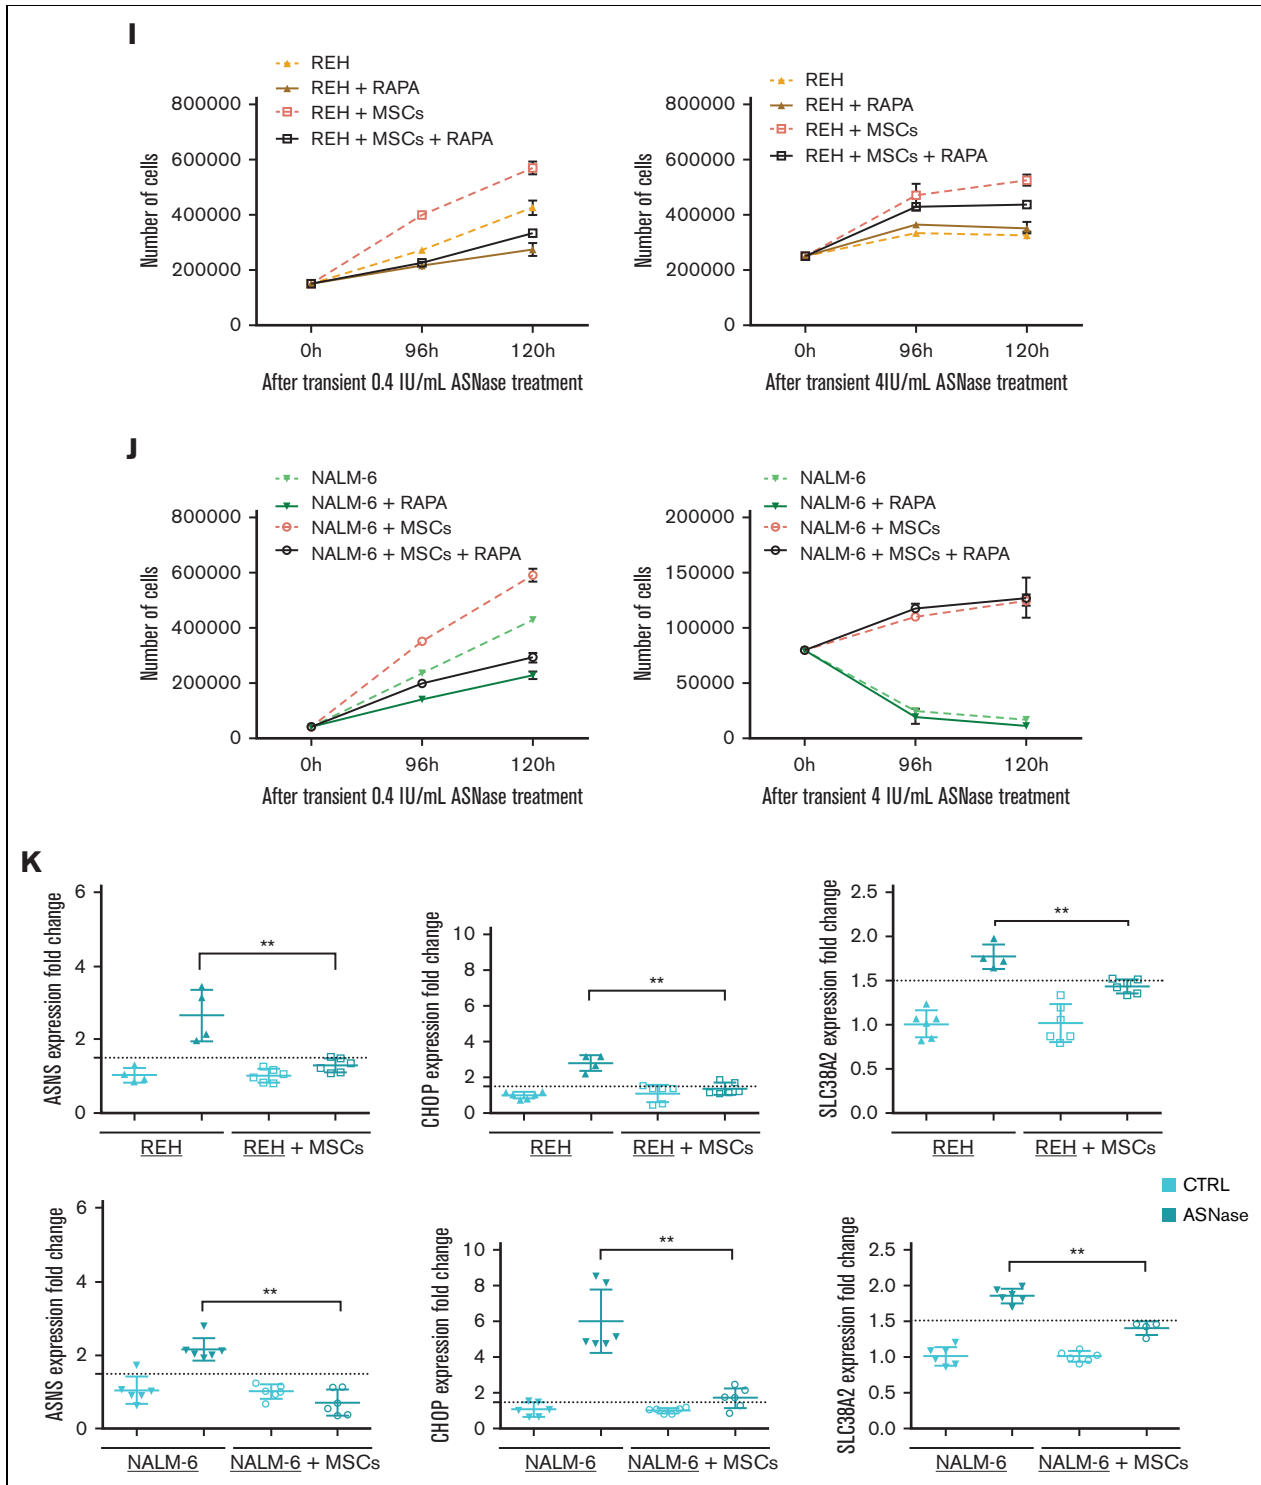 I
REH
REH + RAPA
REH + MSCs
REH + MSCs + RAPA
Number of cells
800000
600000
400000
200000
0
0h 96h 120h
After transient 0.4 IU/mL ASNase treatment
REH
REH + RAPA
REH + MSCs
REH + MSCs + RAPA
Number of cells
800000
600000
400000
200000
0
0h 96h 120h
After transient 4IU/mL ASNase treatment
J
NALM-6
NALM-6 + RAPA
NALM-6 + MSCs
NALM-6 + MSCs + RAPA
Number of cells
800000
600000
400000
200000
0
0h 96h 120h
After transient 0.4 IU/mL ASNase treatment
NALM-6
NALM-6 + RAPA
NALM-6 + MSCs
NALM-6 + MSCs + RAPA
Number of cells
200000
150000
100000
50000
0
0h 96h 120h
After transient 4 IU/mL ASNase treatment
K
ASNS expression fold change
6
4
2
0
**
REH REH + MSCs
CHOP expression fold change
10
8
6
4
2
0
**
REH REH + MSCs
SLC38A2 expression fold change
2.5
2.0
1.5
1.0
0.5
0.0
**
REH REH + MSCs
CTRL
ASNase
ASNS expression fold change
6
4
2
0
**
NALM-6 NALM-6 + MSCs
CHOP expression fold change
10
8
6
4
2
0
**
NALM-6 NALM-6 + MSCs
SLC38A2 expression fold change
2.5
2.0
1.5
1.0
0.5
0.0
**
NALM-6 NALM-6 + MSCs